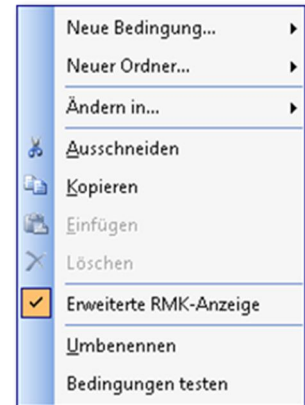 Neue Bedingung...
Neuer Ordner...
Ändern in...
Ausschneiden
Kopieren
Einfügen
Löschen
Erweiterte RMK-Anzeige
Umbenennen
Bedingungen testen